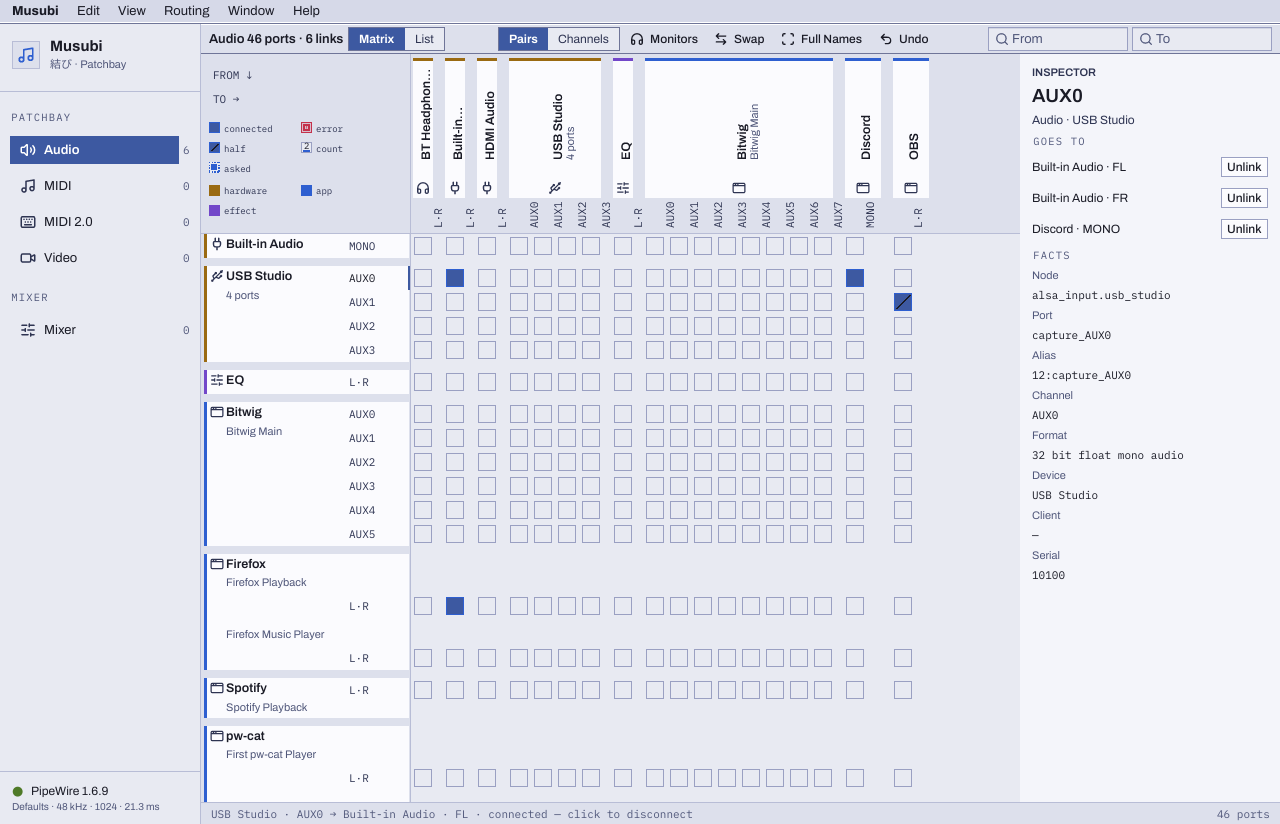 Musubi Edit View Routing Window Help
Musubi
結び · Patchbay
PATCHBAY
Audio 6
MIDI 0
MIDI 2.0 0
Video 0
MIXER
Mixer 0
PipeWire 1.6.9
Defaults · 48 kHz · 1024 · 21.3 ms
Audio 46 ports · 6 links Matrix List Pairs Channels Monitors Swap Full Names Undo From To
FROM ↓
TO →
connected error
half 2 count
asked
hardware app
effect
BT Headphon…
Built-in…
HDMI Audio
USB Studio
4 ports
EQ
Bitwig
Bitwig Main
Discord
OBS
L·R L·R L·R AUX0 AUX1 AUX2 AUX3 L·R AUX0 AUX1 AUX2 AUX3 AUX4 AUX5 AUX6 AUX7 MONO L·R
Built-in Audio MONO
USB Studio AUX0
4 ports
AUX1
AUX2
AUX3
EQ L·R
Bitwig AUX0
Bitwig Main
AUX1
AUX2
AUX3
AUX4
AUX5
Firefox
Firefox Playback
L·R
Firefox Music Player
L·R
Spotify L·R
Spotify Playback
pw-cat
First pw-cat Player
L·R
INSPECTOR
AUX0
Audio · USB Studio
GOES TO
Built-in Audio · FL Unlink
Built-in Audio · FR Unlink
Discord · MONO Unlink
FACTS
Node
alsa_input.usb_studio
Port
capture_AUX0
Alias
12:capture_AUX0
Channel
AUX0
Format
32 bit float mono audio
Device
USB Studio
Client
—
Serial
10100
USB Studio · AUX0 → Built-in Audio · FL · connected — click to disconnect 46 ports